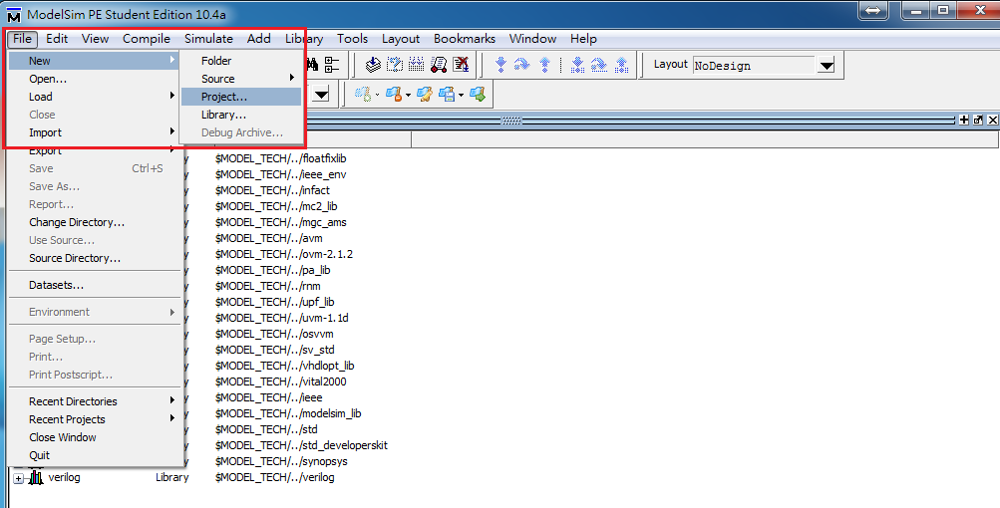 ModelSim PE Student Edition 10.4a
File Edit View Compile Simulate Add Library Tools Layout Bookmarks Window Help
New
Open...
Load
Close
Import
Export
Save Ctrl+S
Save As...
Report...
Change Directory...
Use Source...
Source Directory...
Datasets...
Environment
Page Setup...
Print...
Print Postscript...
Recent Directories
Recent Projects
Close Window
Quit
Folder
Source
Project...
Library...
Debug Archive...
Layout NoDesign
$MODEL_TECH/../floatfixlib
$MODEL_TECH/../ieee_env
$MODEL_TECH/../infact
$MODEL_TECH/../mc2_lib
$MODEL_TECH/../mgc_ams
$MODEL_TECH/../avm
$MODEL_TECH/../ovm-2.1.2
$MODEL_TECH/../pa_lib
$MODEL_TECH/../rnm
$MODEL_TECH/../upf_lib
$MODEL_TECH/../uvm-1.1d
$MODEL_TECH/../osvvm
$MODEL_TECH/../sv_std
$MODEL_TECH/../vhdlopt_lib
$MODEL_TECH/../vital2000
$MODEL_TECH/../ieee
$MODEL_TECH/../modelsim_lib
$MODEL_TECH/../std
$MODEL_TECH/../std_developerskit
$MODEL_TECH/../synopsys
verilog Library $MODEL_TECH/../verilog